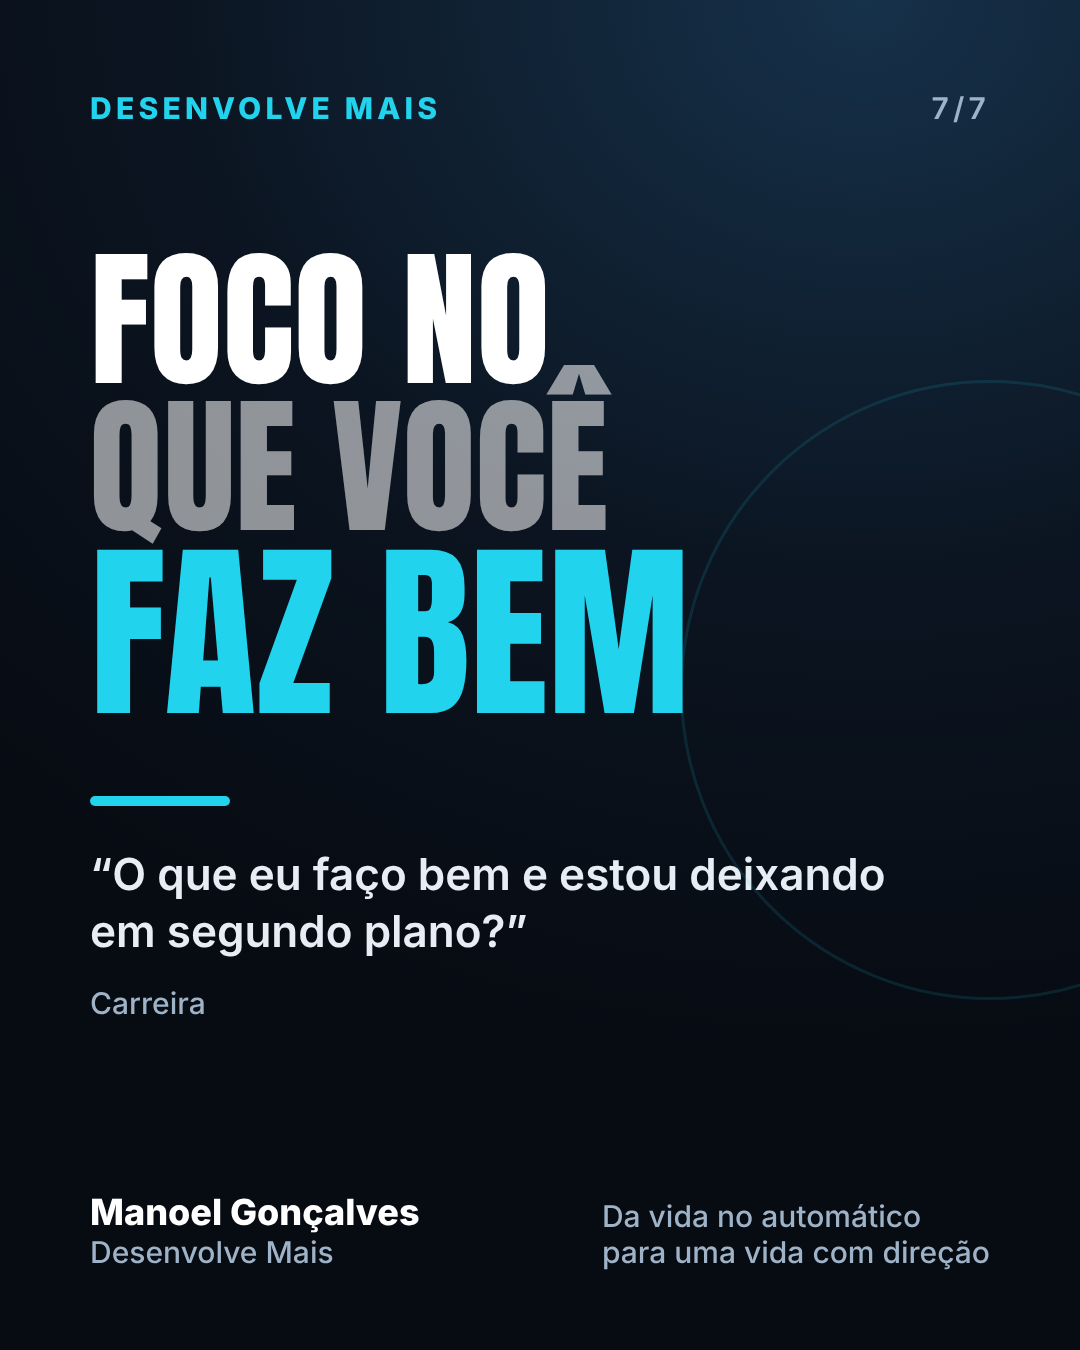 DESENVOLVE MAIS
7/7
FOCO NO
QUE VOCÊ
FAZ BEM
“O que eu faço bem e estou deixando
em segundo plano?”
Carreira
Manoel Gonçalves
Desenvolve Mais
Da vida no automático
para uma vida com direção